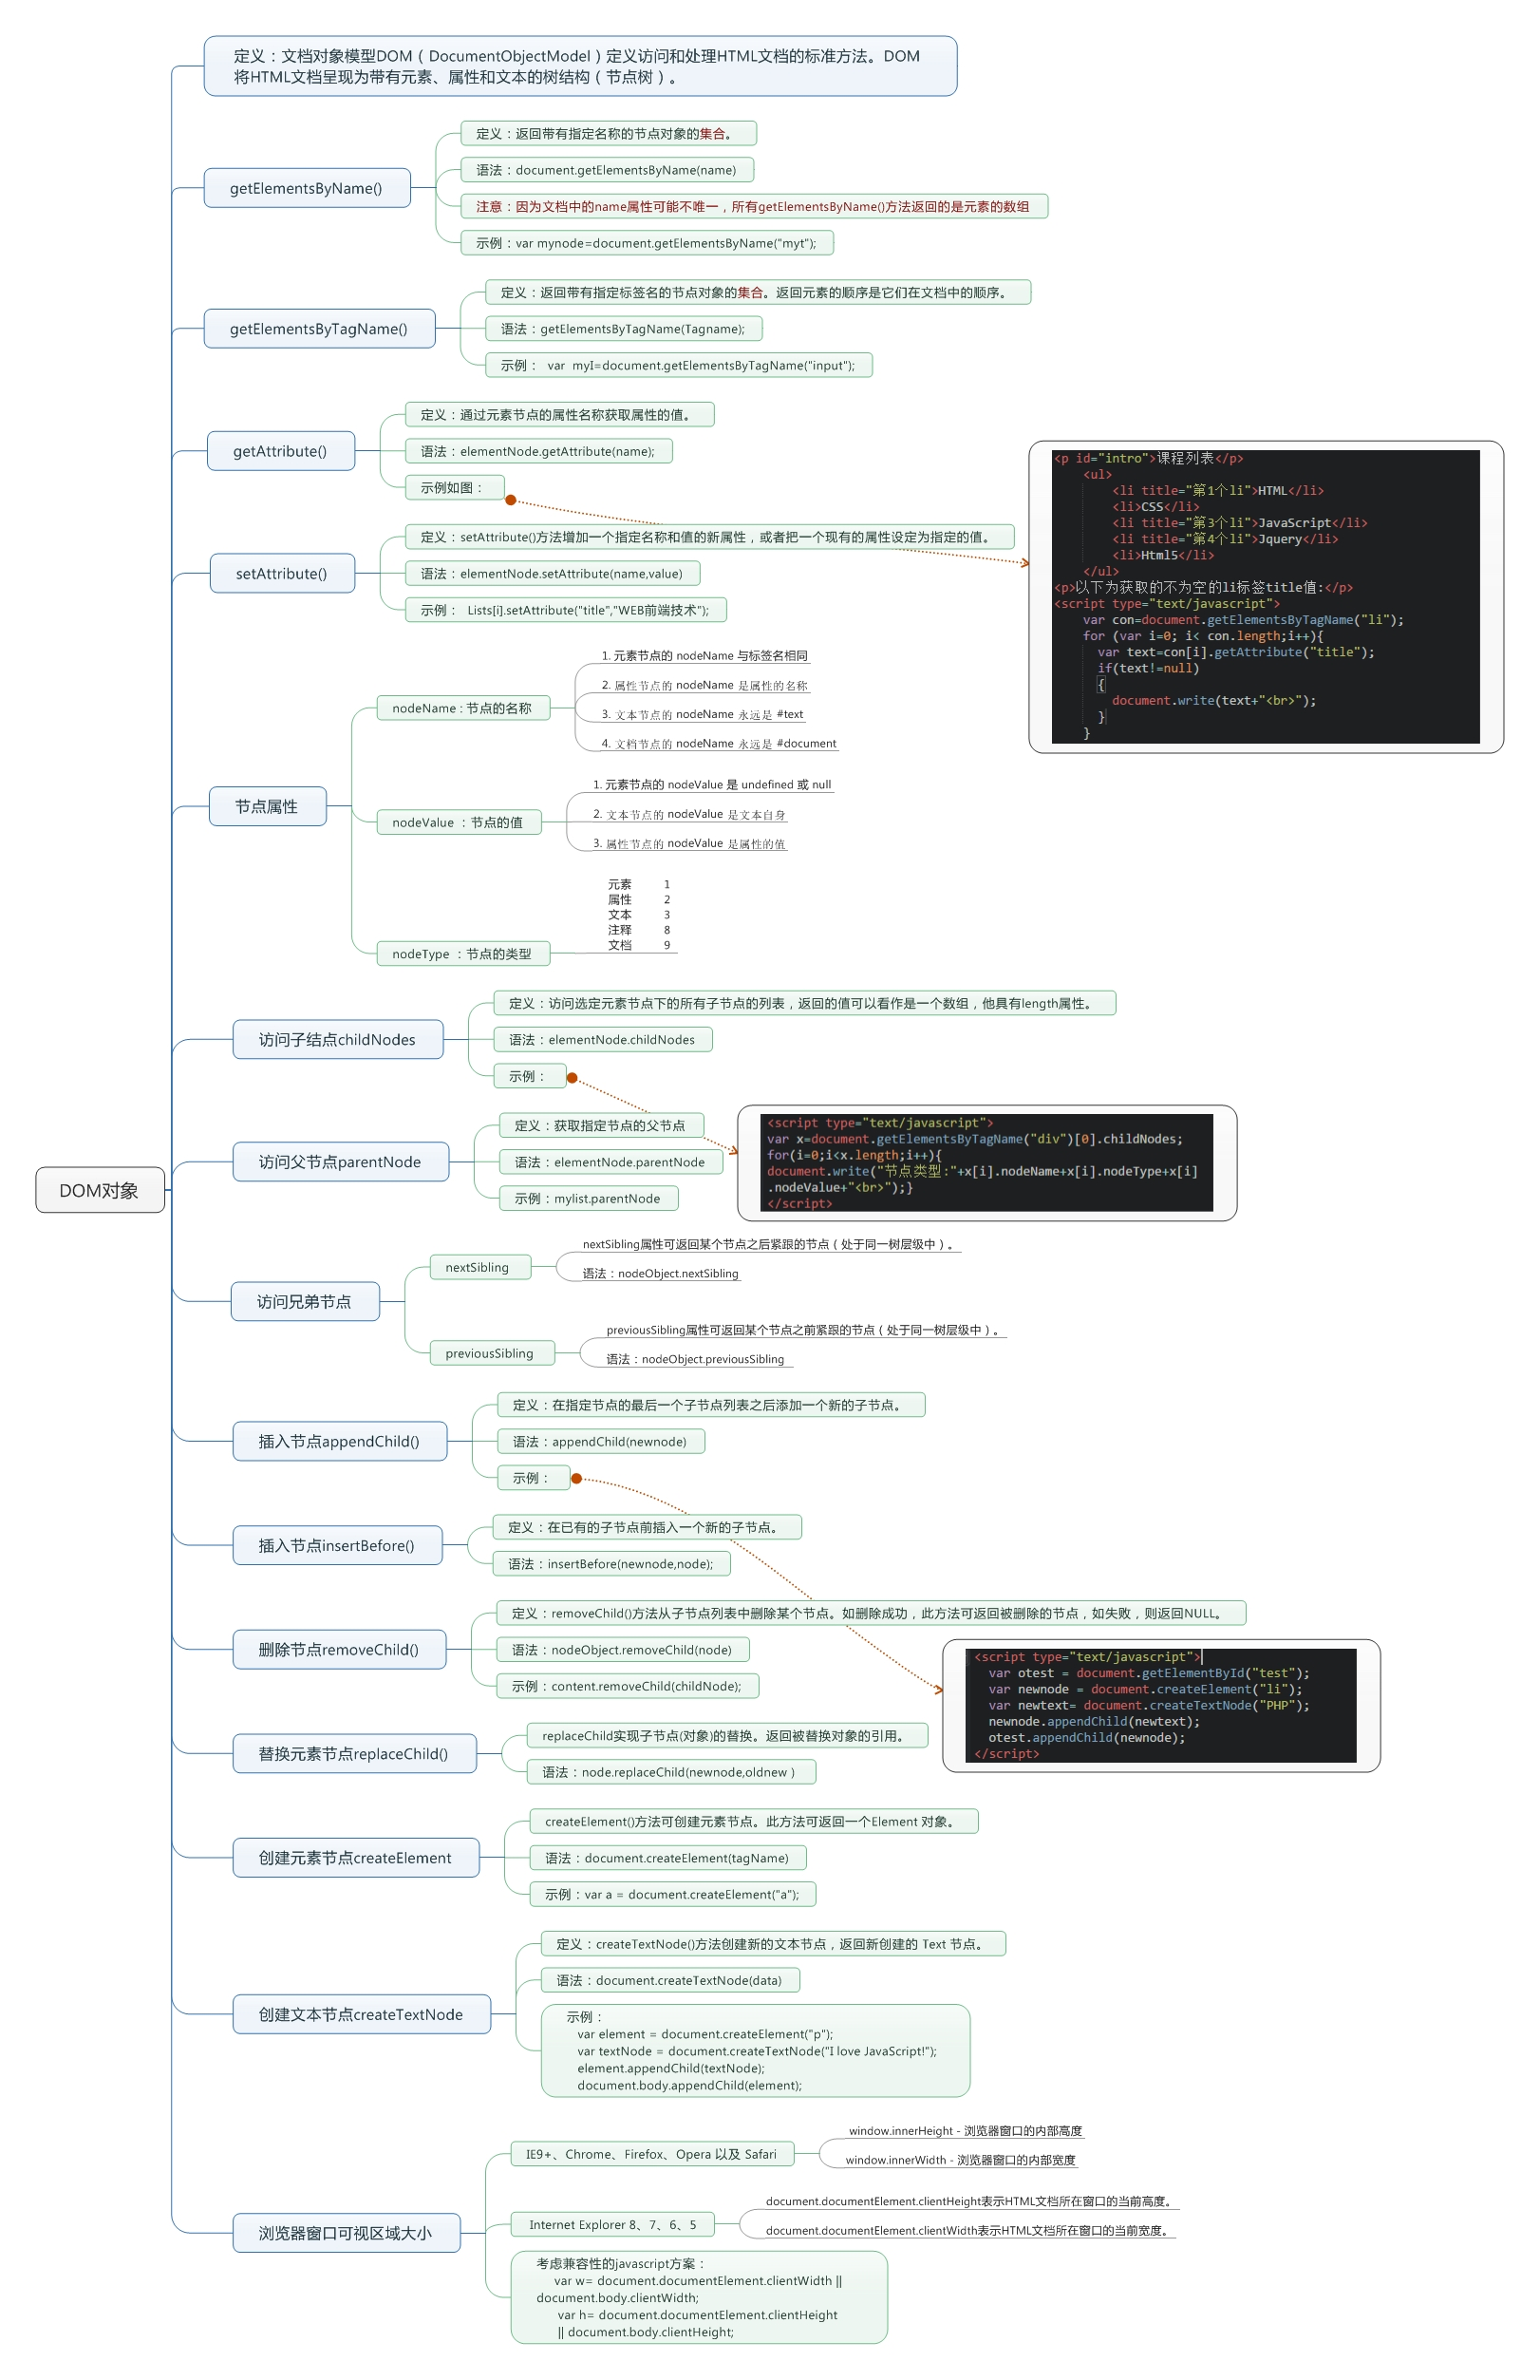 定义：文档对象模型DOM（DocumentObjectModel）定义访问和处理HTML文档的标准方法。DOM
将HTML文档呈现为带有元素、属性和文本的树结构（节点树）。
getElementsByName()
定义：返回带有指定名称的节点对象的集合。
语法：document.getElementsByName(name)
注意：因为文档中的name属性可能不唯一，所有getElementsByName()方法返回的是元素的数组
示例：var mynode=document.getElementsByName("myt");
getElementsByTagName()
定义：返回带有指定标签名的节点对象的集合。返回元素的顺序是它们在文档中的顺序。
语法：getElementsByTagName(Tagname);
示例： var  myI=document.getElementsByTagName("input");
getAttribute()
定义：通过元素节点的属性名称获取属性的值。
语法：elementNode.getAttribute(name);
示例如图：
<p id="intro">课程列表</p>
<ul>
<li title="第1个li">HTML</li>
<li>CSS</li>
<li title="第3个li">JavaScript</li>
<li title="第4个li">Jquery</li>
<li>Html5</li>
</ul>
<p>以下为获取的不为空的li标签title值:</p>
<script type="text/javascript">
var con=document.getElementsByTagName("li");
for (var i=0; i< con.length;i++){
var text=con[i].getAttribute("title");
if(text!=null)
{
document.write(text+"<br>");
}
}
setAttribute()
定义：setAttribute()方法增加一个指定名称和值的新属性，或者把一个现有的属性设定为指定的值。
语法：elementNode.setAttribute(name,value)
示例： Lists[i].setAttribute("title","WEB前端技术");
节点属性
nodeName : 节点的名称
1. 元素节点的 nodeName 与标签名相同
2. 属性节点的 nodeName 是属性的名称
3. 文本节点的 nodeName 永远是 #text
4. 文档节点的 nodeName 永远是 #document
nodeValue ：节点的值
1. 元素节点的 nodeValue 是 undefined 或 null
2. 文本节点的 nodeValue 是文本自身
3. 属性节点的 nodeValue 是属性的值
nodeType ：节点的类型
元素 1
属性 2
文本 3
注释 8
文档 9
DOM对象
访问子结点childNodes
定义：访问选定元素节点下的所有子节点的列表，返回的值可以看作是一个数组，他具有length属性。
语法：elementNode.childNodes
示例：
<script type="text/javascript">
var x=document.getElementsByTagName("div")[0].childNodes;
for(i=0;i<x.length;i++){
document.write("节点类型:"+x[i].nodeName+x[i].nodeType+x[i]
.nodeValue+"<br>");}
</script>
访问父节点parentNode
定义：获取指定节点的父节点
语法：elementNode.parentNode
示例：mylist.parentNode
访问兄弟节点
nextSibling
nextSibling属性可返回某个节点之后紧跟的节点（处于同一树层级中）。
语法：nodeObject.nextSibling
previousSibling
previousSibling属性可返回某个节点之前紧跟的节点（处于同一树层级中）。
语法：nodeObject.previousSibling
插入节点appendChild()
定义：在指定节点的最后一个子节点列表之后添加一个新的子节点。
语法：appendChild(newnode)
示例：
<script type="text/javascript">
var otest = document.getElementById("test");
var newnode = document.createElement("li");
var newtext= document.createTextNode("PHP");
newnode.appendChild(newtext);
otest.appendChild(newnode);
</script>
插入节点insertBefore()
定义：在已有的子节点前插入一个新的子节点。
语法：insertBefore(newnode,node);
删除节点removeChild()
定义：removeChild()方法从子节点列表中删除某个节点。如删除成功，此方法可返回被删除的节点，如失败，则返回NULL。
语法：nodeObject.removeChild(node)
示例：content.removeChild(childNode);
替换元素节点replaceChild()
replaceChild实现子节点(对象)的替换。返回被替换对象的引用。
语法：node.replaceChild(newnode,oldnew )
创建元素节点createElement
createElement()方法可创建元素节点。此方法可返回一个Element 对象。
语法：document.createElement(tagName)
示例：var a = document.createElement("a");
创建文本节点createTextNode
定义：createTextNode()方法创建新的文本节点，返回新创建的 Text 节点。
语法：document.createTextNode(data)
示例：
var element = document.createElement("p");
var textNode = document.createTextNode("I love JavaScript!");
element.appendChild(textNode);
document.body.appendChild(element);
浏览器窗口可视区域大小
IE9+、Chrome、Firefox、Opera 以及 Safari
window.innerHeight - 浏览器窗口的内部高度
window.innerWidth - 浏览器窗口的内部宽度
Internet Explorer 8、7、6、5
document.documentElement.clientHeight表示HTML文档所在窗口的当前高度。
document.documentElement.clientWidth表示HTML文档所在窗口的当前宽度。
考虑兼容性的javascript方案：
var w= document.documentElement.clientWidth ||
document.body.clientWidth;
var h= document.documentElement.clientHeight
|| document.body.clientHeight;